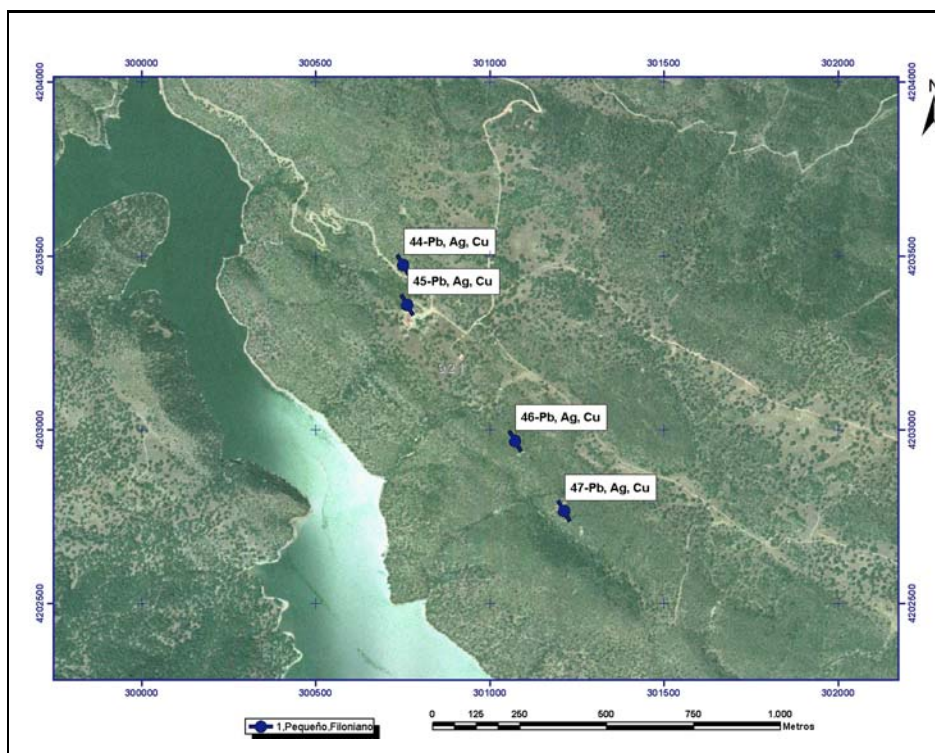 300000 300500 301000 301500 302000
N
4204000 4204000
4203500 4203500
44-Pb, Ag, Cu
45-Pb, Ag, Cu
46-Pb, Ag, Cu
4203000 4203000
47-Pb, Ag, Cu
4202500 4202500
300000 300500 301000 301500 302000
1,Pequeño,Filoniano
0 125 250 500 750 1.000
Metros